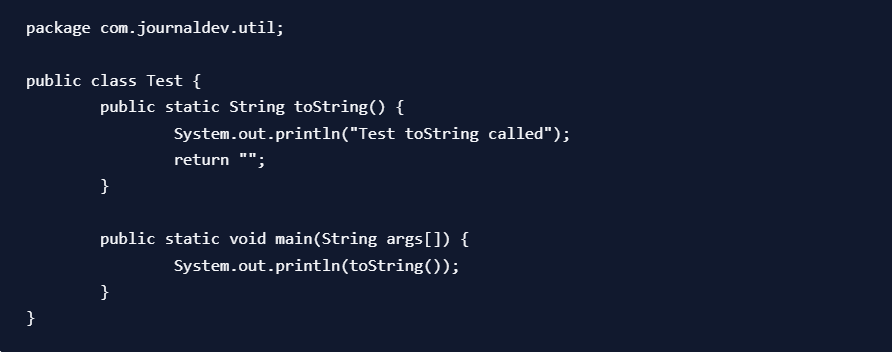 package com.journaldev.util;
public class Test {
public static String toString() {
System.out.println("Test toString called");
return "";
}
public static void main(String args[]) {
System.out.println(toString());
}
}